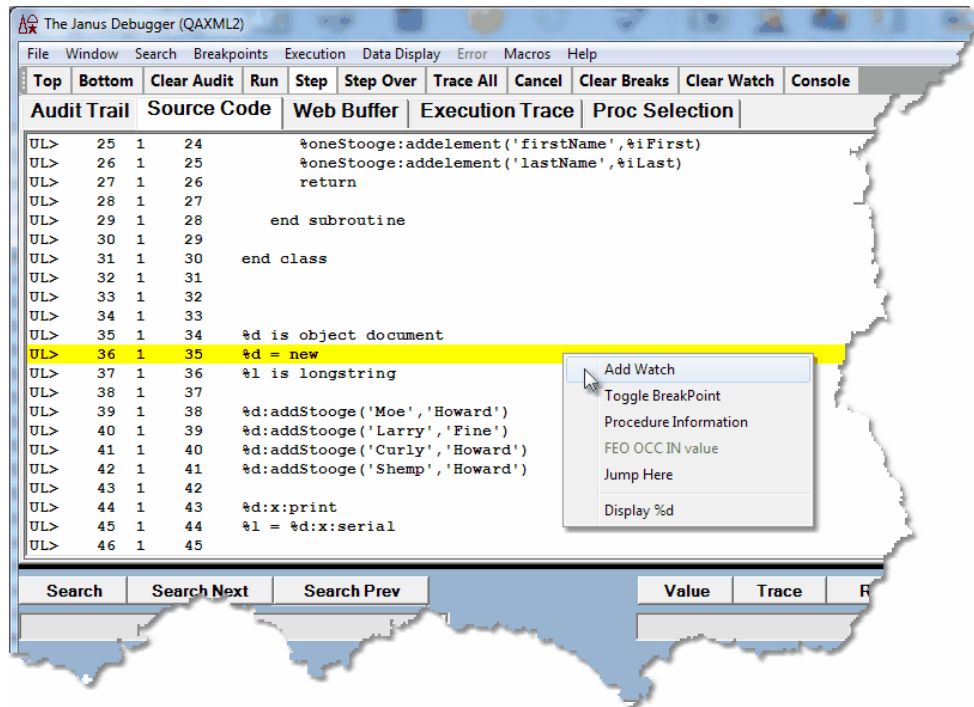 The Janus Debugger (QAXML2)
File Window Search Breakpoints Execution Data Display Error Macros Help
Top Bottom Clear Audit Run Step Step Over Trace All Cancel Clear Breaks Clear Watch Console
Audit Trail Source Code Web Buffer Execution Trace Proc Selection
UL> 25 1 24 %oneStooge:addelement('firstName',%iFirst)
UL> 26 1 25 %oneStooge:addelement('lastName',%iLast)
UL> 27 1 26 return
UL> 28 1 27
UL> 29 1 28 end subroutine
UL> 30 1 29
UL> 31 1 30 end class
UL> 32 1 31
UL> 33 1 32
UL> 34 1 33
UL> 35 1 34 %d is object document
UL> 36 1 35 %d = new
UL> 37 1 36 %l is longstring
UL> 38 1 37
UL> 39 1 38 %d:addStooge('Moe','Howard')
UL> 40 1 39 %d:addStooge('Larry','Fine')
UL> 41 1 40 %d:addStooge('Curly','Howard')
UL> 42 1 41 %d:addStooge('Shemp','Howard')
UL> 43 1 42
UL> 44 1 43 %d:x:print
UL> 45 1 44 %l = %d:x:serial
UL> 46 1 45
Add Watch
Toggle BreakPoint
Procedure Information
FEO OCC IN value
Jump Here
Display %d
Search Search Next Search Prev Value Trace